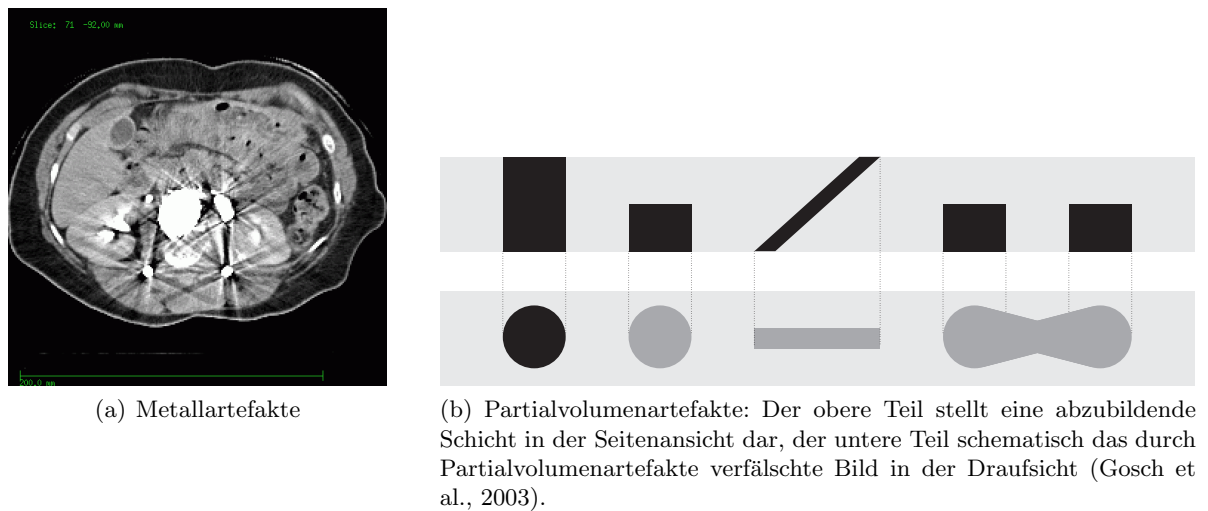 Slice: 71 -92.00 mm
200.0 mm
(a) Metallartefakte
(b) Partialvolumenartefakte: Der obere Teil stellt eine abzubildende
Schicht in der Seitenansicht dar, der untere Teil schematisch das durch
Partialvolumenartefakte verfälschte Bild in der Draufsicht (Gosch et
al., 2003).